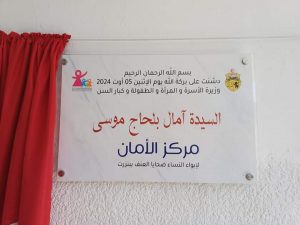 بسم الله الرحمان الرحيم
دشنت على بركة الله يوم الإثنين 05 أوت 2024
وزيرة الأسرة و المرأة و الطفولة و كبار السن
السيدة آمال بلحاج موسى
مركز الأمان
لإيواء النساء ضحايا العنف ببنزرت